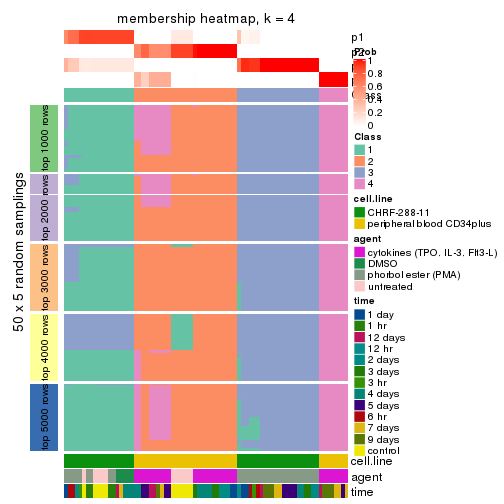 membership heatmap, k = 4
p1
p2
Prob
1
0.8
0.6
0.4
0.2
0
Class
1
2
3
4
cell.line
CHRF-288-11
peripheral blood CD34plus
agent
cytokines (TPO, IL-3, Flt3-L)
DMSO
phorbol ester (PMA)
untreated
time
1 day
1 hr
12 days
12 hr
2 days
3 days
3 hr
4 days
5 days
6 hr
7 days
9 days
control
50 x 5 random samplings
top 1000 rows
top 2000 rows
top 3000 rows
top 4000 rows
top 5000 rows
cell.line
agent
time